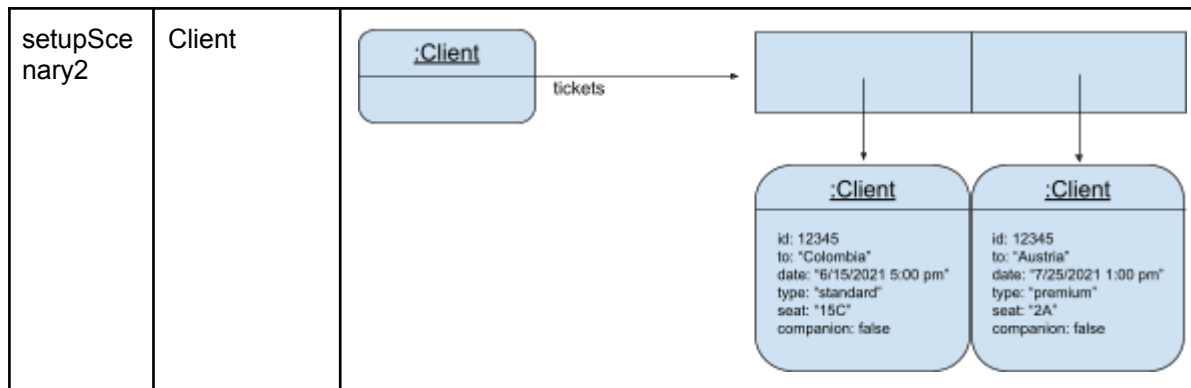 setupSce
nary2
Client
:Client
tickets
:Client
id: 12345
to: "Colombia"
date: "6/15/2021 5:00 pm"
type: "standard"
seat: "15C"
companion: false
:Client
id: 12345
to: "Austria"
date: "7/25/2021 1:00 pm"
type: "premium"
seat: "2A"
companion: false